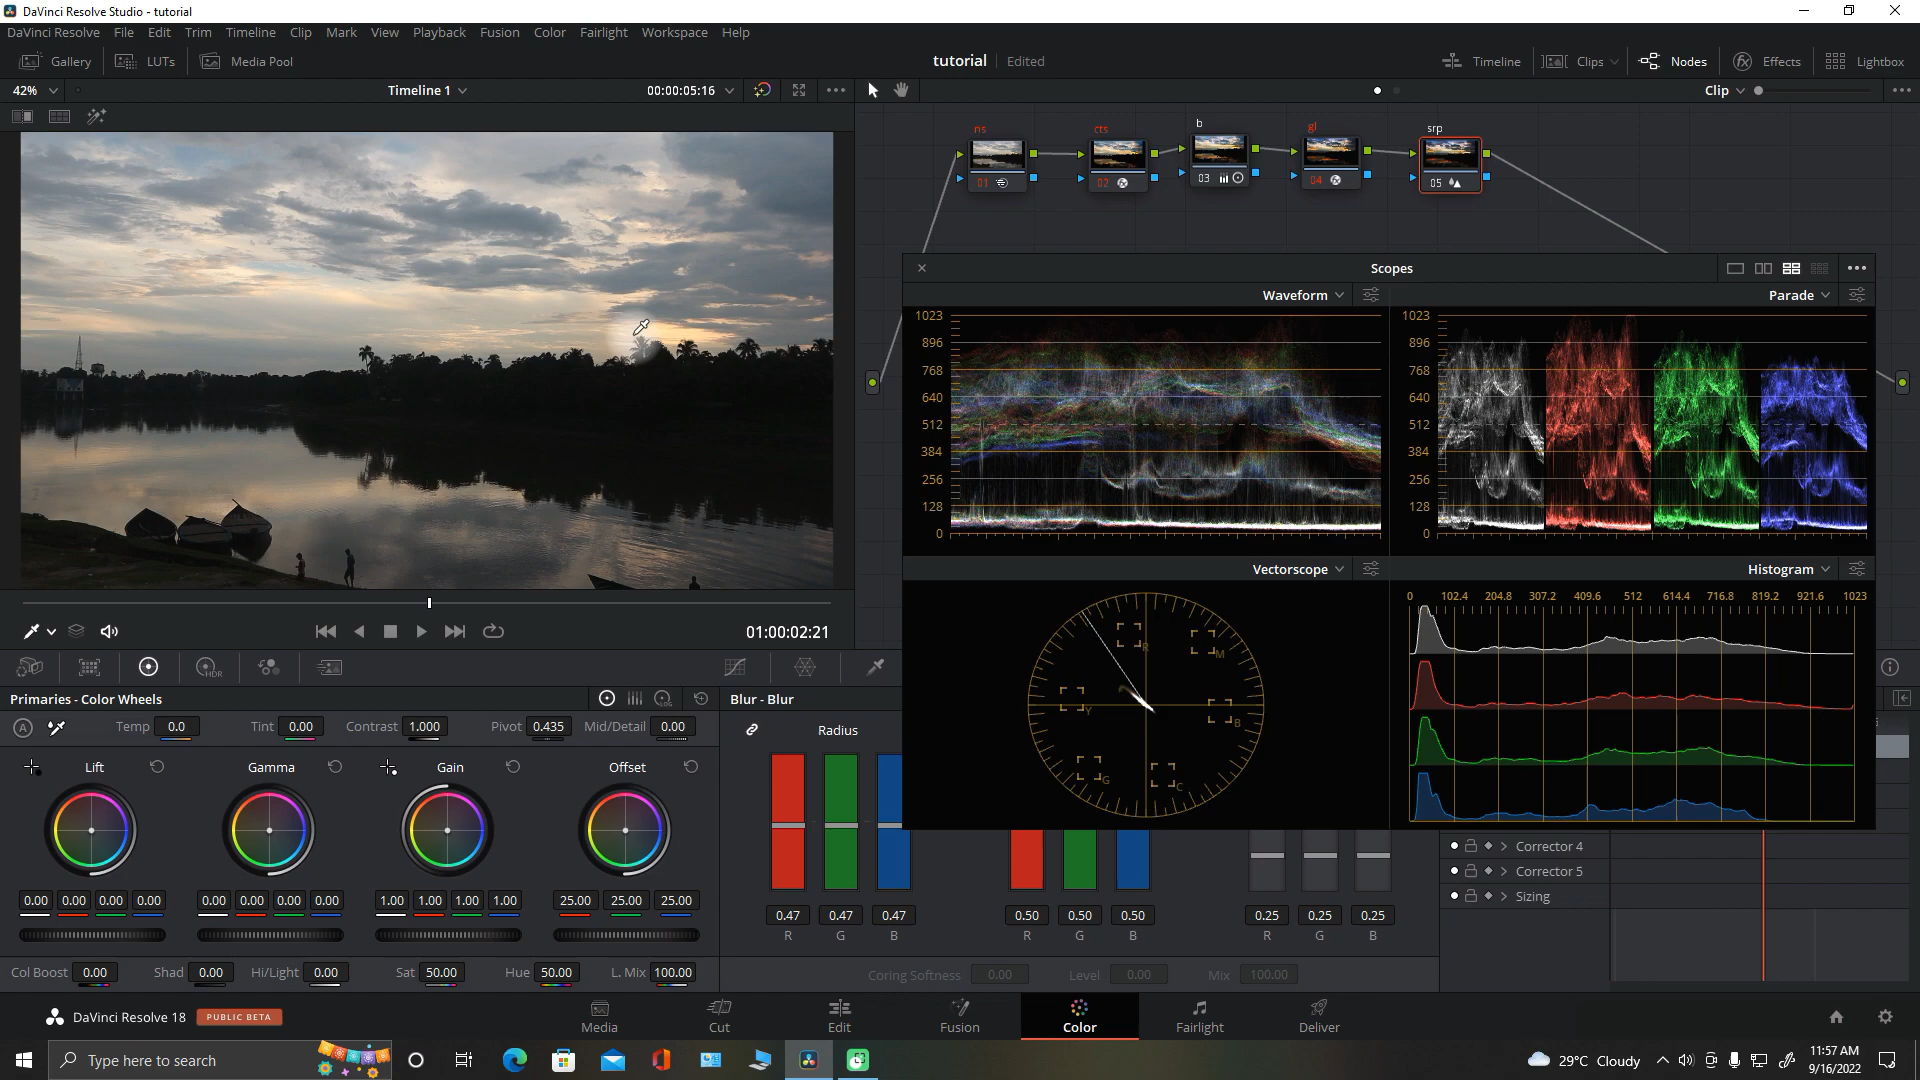 DaVinci Resolve Studio - tutorial
DaVinci Resolve File Edit Trim Timeline Clip Mark View Playback Fusion Color Fairlight Workspace Help
Gallery LUTs Media Pool tutorial Edited Timeline Clips Nodes Effects Lightbox
42% Timeline 1 00:00:05:16 Clip
ns cts b gl srp
01 02 03 04 05
Scopes
Waveform Parade
1023 1023
896 896
768 768
640 640
512 512
384 384
256 256
128 128
0 0
Vectorscope Histogram
0 102.4 204.8 307.2 409.6 512 614.4 716.8 819.2 921.6 1023
R M
Y B
G C
01:00:02:21
HDR
Primaries - Color Wheels LOG Blur - Blur
A Temp 0.0 Tint 0.00 Contrast 1.000 Pivot 0.435 Mid/Detail 0.00 Radius
Lift Gamma Gain Offset
0.00 0.00 0.00 0.00 0.00 0.00 0.00 0.00 1.00 1.00 1.00 1.00 25.00 25.00 25.00
0.47 0.47 0.47 0.50 0.50 0.50 0.25 0.25 0.25
R G B R G B R G B
Col Boost 0.00 Shad 0.00 Hi/Light 0.00 Sat 50.00 Hue 50.00 L. Mix 100.00
Coring Softness 0.00 Level 0.00 Mix 100.00
Corrector 4
Corrector 5
Sizing
DaVinci Resolve 18 PUBLIC BETA Media Cut Edit Fusion Color Fairlight Deliver
Type here to search 29°C Cloudy 11:57 AM
9/16/2022